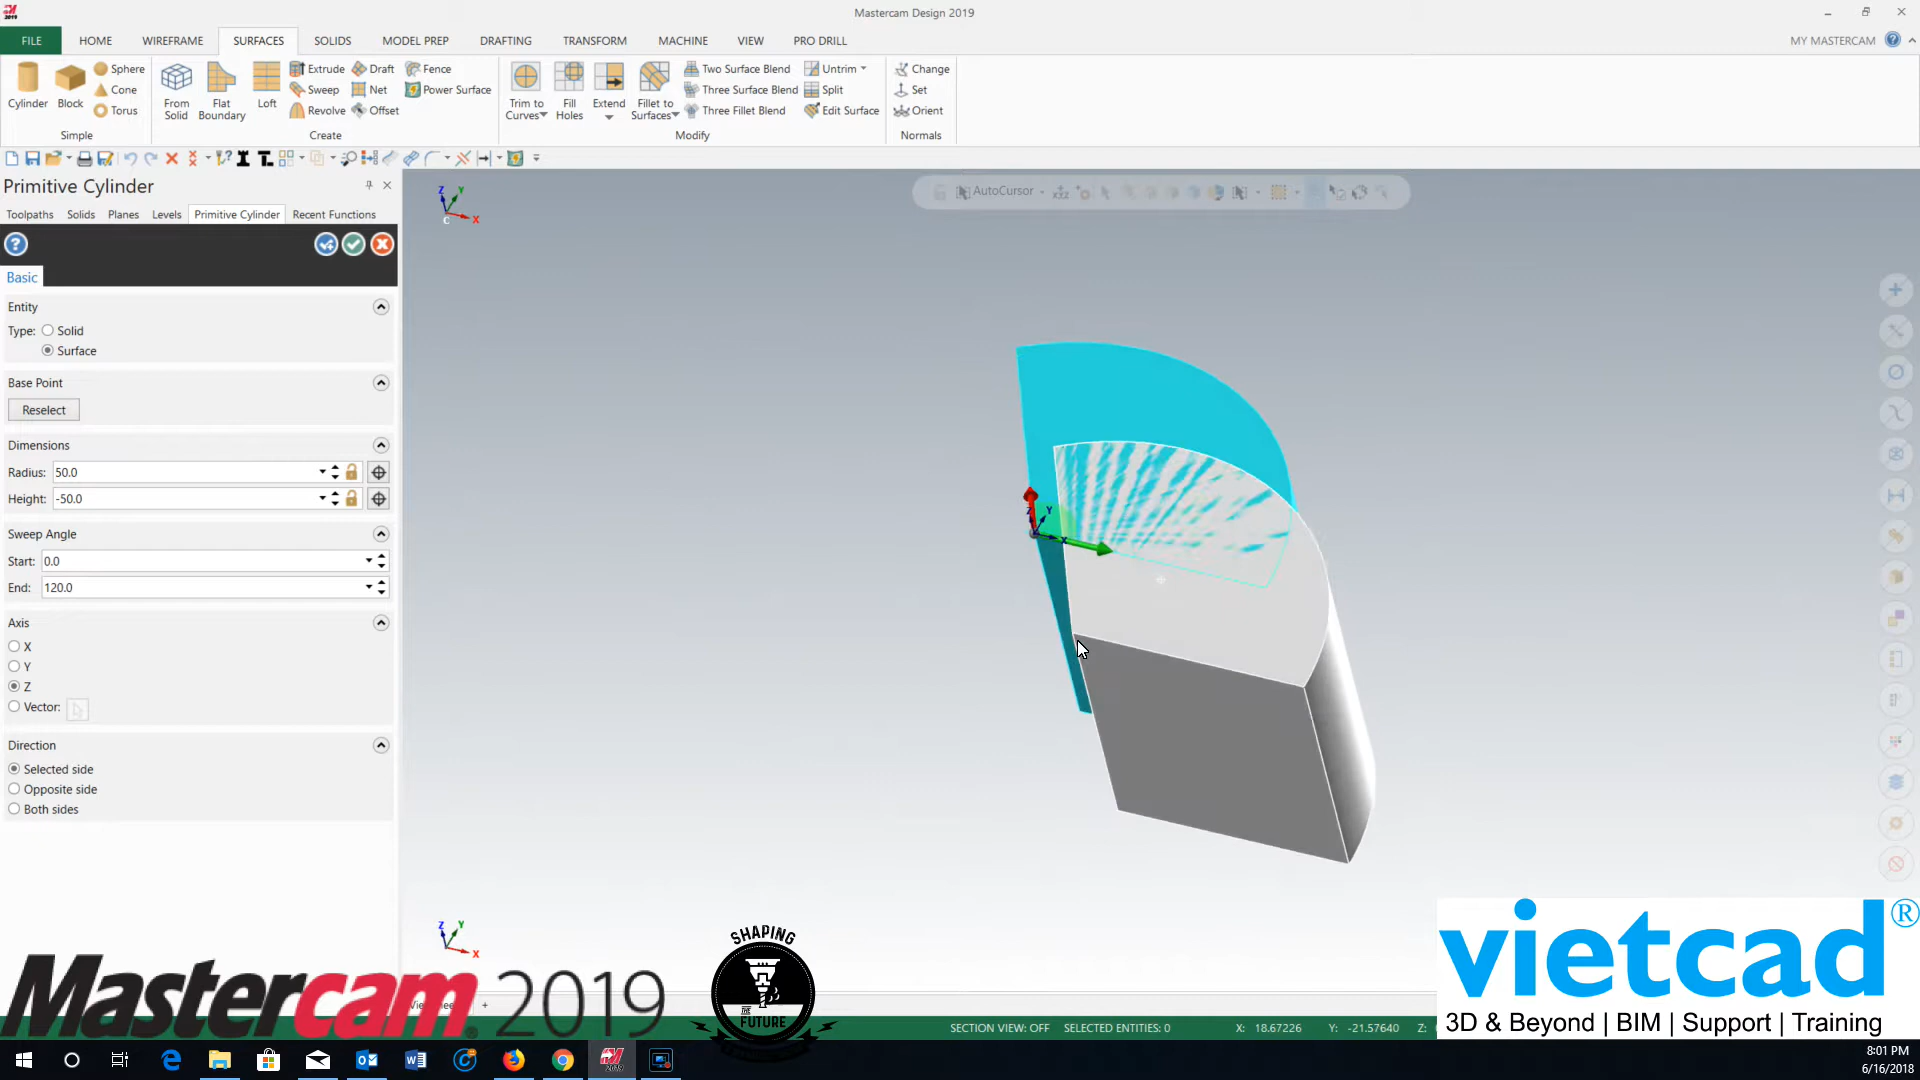 2019
Mastercam Design 2019
FILE HOME WIREFRAME SURFACES SOLIDS MODEL PREP DRAFTING TRANSFORM MACHINE VIEW PRO DRILL MY MASTERCAM
Cylinder Block Sphere Cone Torus
Simple
From Solid Flat Boundary Loft Extrude Sweep Revolve Draft Net Offset Fence Power Surface
Create
Trim to Curves Fill Holes Extend Fillet to Surfaces Two Surface Blend Three Surface Blend Three Fillet Blend Untrim Split Edit Surface
Modify
Change Set Orient
Normals
Primitive Cylinder
Toolpaths Solids Planes Levels Primitive Cylinder Recent Functions
Basic
Entity
Type: Solid
Surface
Base Point
Reselect
Dimensions
Radius: 50.0
Height: -50.0
Sweep Angle
Start: 0.0
End: 120.0
Axis
X
Y
Z
Vector:
Direction
Selected side
Opposite side
Both sides
AutoCursor
Z Y X C
Z Y X
Z Y X
SHAPING THE FUTURE
Mastercam 2019
vietcad®
3D & Beyond | BIM | Support | Training
SECTION VIEW: OFF SELECTED ENTITIES: 0 X: 18.67226 Y: -21.57640 Z:
8:01 PM
6/16/2018